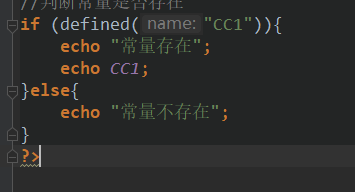 //判断常量是否存在
if (defined( name: "CC1")){
echo "常量存在";
echo CC1;
}else{
echo "常量不存在";
}
?>